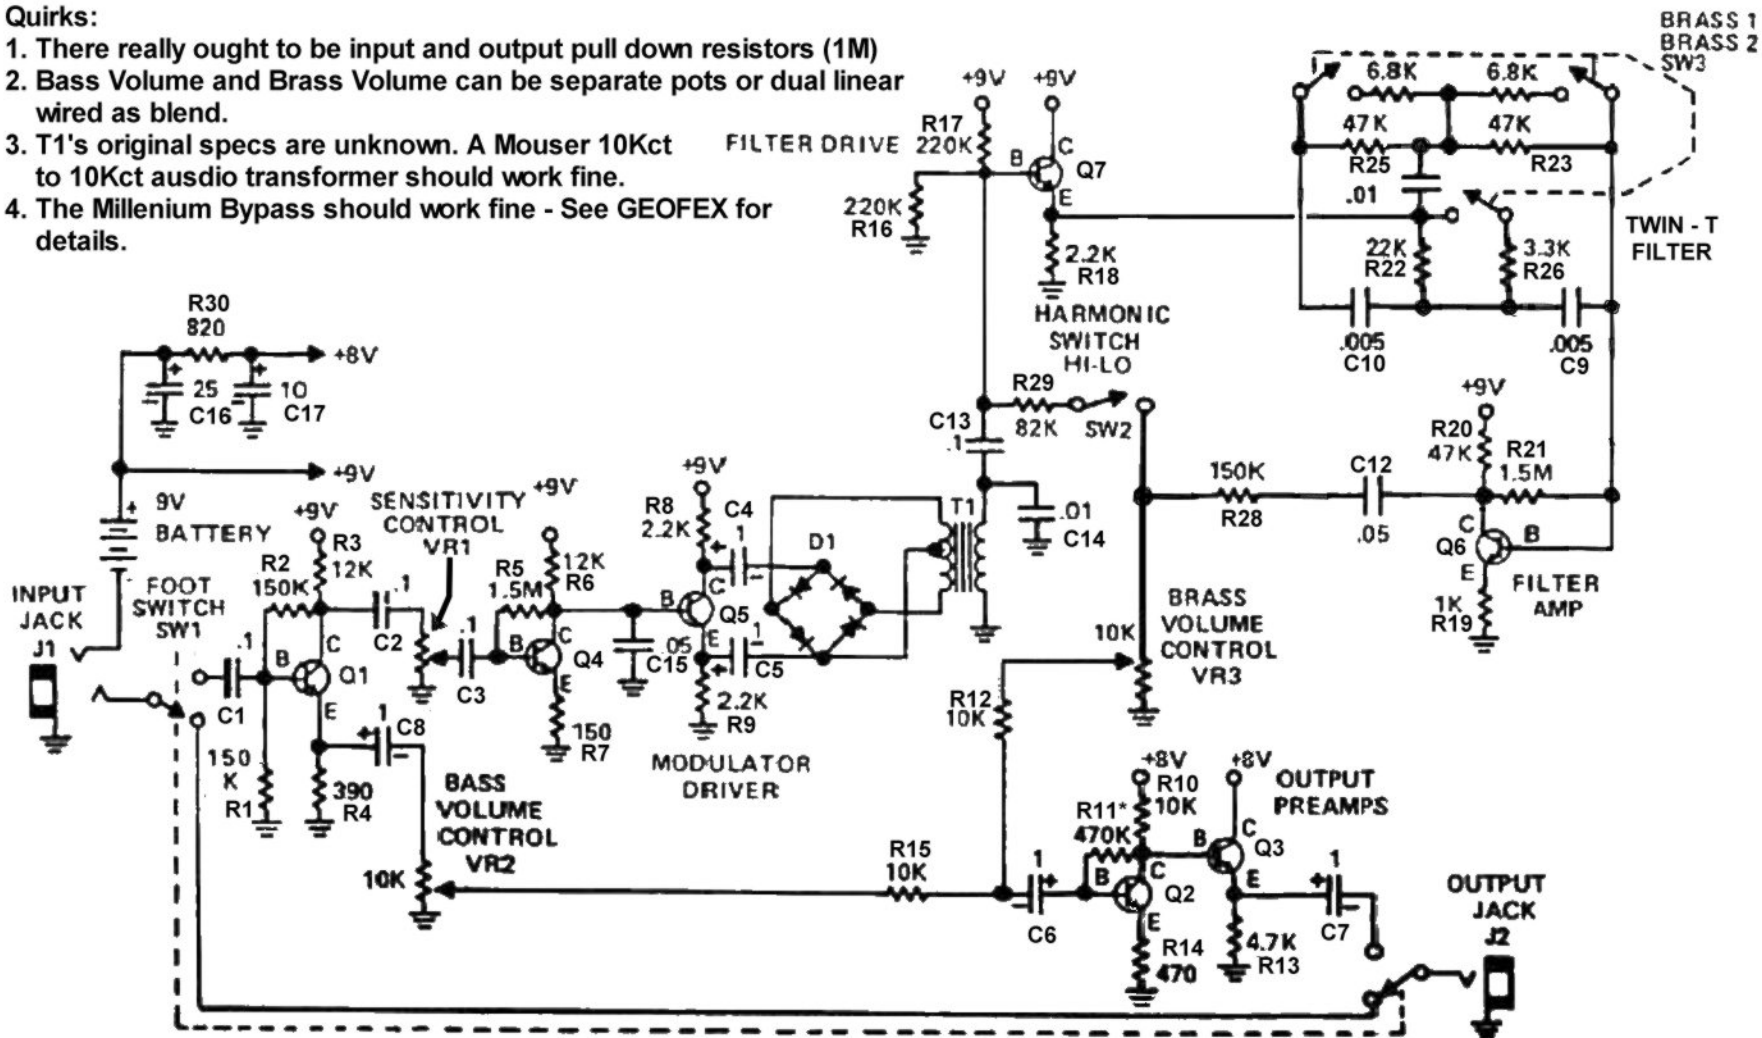 Quirks:
1. There really ought to be input and output pull down resistors (1M)
2. Bass Volume and Brass Volume can be separate pots or dual linear
wired as blend.
3. T1's original specs are unknown. A Mouser 10Kct
to 10Kct ausdio transformer should work fine.
4. The Millenium Bypass should work fine - See GEOFEX for
details.
BRASS 1
BRASS 2
SW3
6.8K
6.8K
47K
R25
47K
R23
.01
TWIN - T
FILTER
22K
R22
3.3K
R26
.005
C10
.005
C9
+9V
+9V
R17
220K
FILTER DRIVE
B
C
E
Q7
220K
R16
2.2K
R18
HARMONIC
SWITCH
HI-LO
R29
82K
SW2
C13
.1
R30
820
+8V
+
25
C16
+
10
C17
+9V
+
9V
BATTERY
INPUT
JACK
J1
FOOT
SWITCH
SW1
+9V
R3
12K
R2
150K
.1
C1
B
C
E
Q1
150
K
R1
390
R4
.1
C2
SENSITIVITY
CONTROL
VR1
.1
C3
+
1
C8
BASS
VOLUME
CONTROL
VR2
10K
+9V
12K
R6
R5
1.5M
B
C
E
Q4
150
R7
.05
C15
+9V
R8
2.2K
B
C
E
Q5
2.2K
R9
C4
1
+
1
+
C5
MODULATOR
DRIVER
D1
T1
.01
C14
150K
R28
C12
.05
+9V
R20
47K
R21
1.5M
C
B
E
Q6
FILTER
AMP
1K
R19
BRASS
VOLUME
CONTROL
VR3
10K
R12
10K
R15
10K
1
+
C6
+8V
R10
10K
R11*
470K
B
C
E
Q2
R14
470
+8V
OUTPUT
PREAMPS
B
C
E
Q3
4.7K
R13
+
1
C7
OUTPUT
JACK
J2